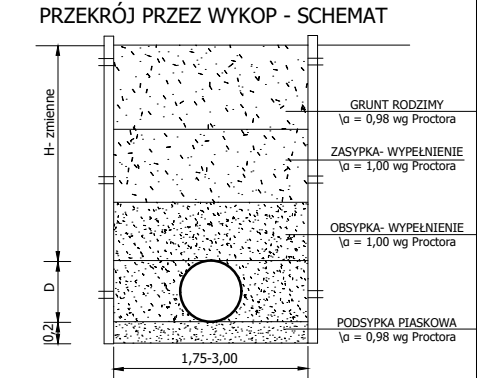 PRZEKRÓJ PRZEZ WYKOP - SCHEMAT
H- zmienne
GRUNT RODZIMY
\a = 0,98 wg Proctora
ZASYPKA- WYPEŁNIENIE
\a = 1,00 wg Proctora
OBSYPKA- WYPEŁNIENIE
\a = 1,00 wg Proctora
D
PODSYPKA PIASKOWA
\a = 0,98 wg Proctora
0,2
1,75-3,00